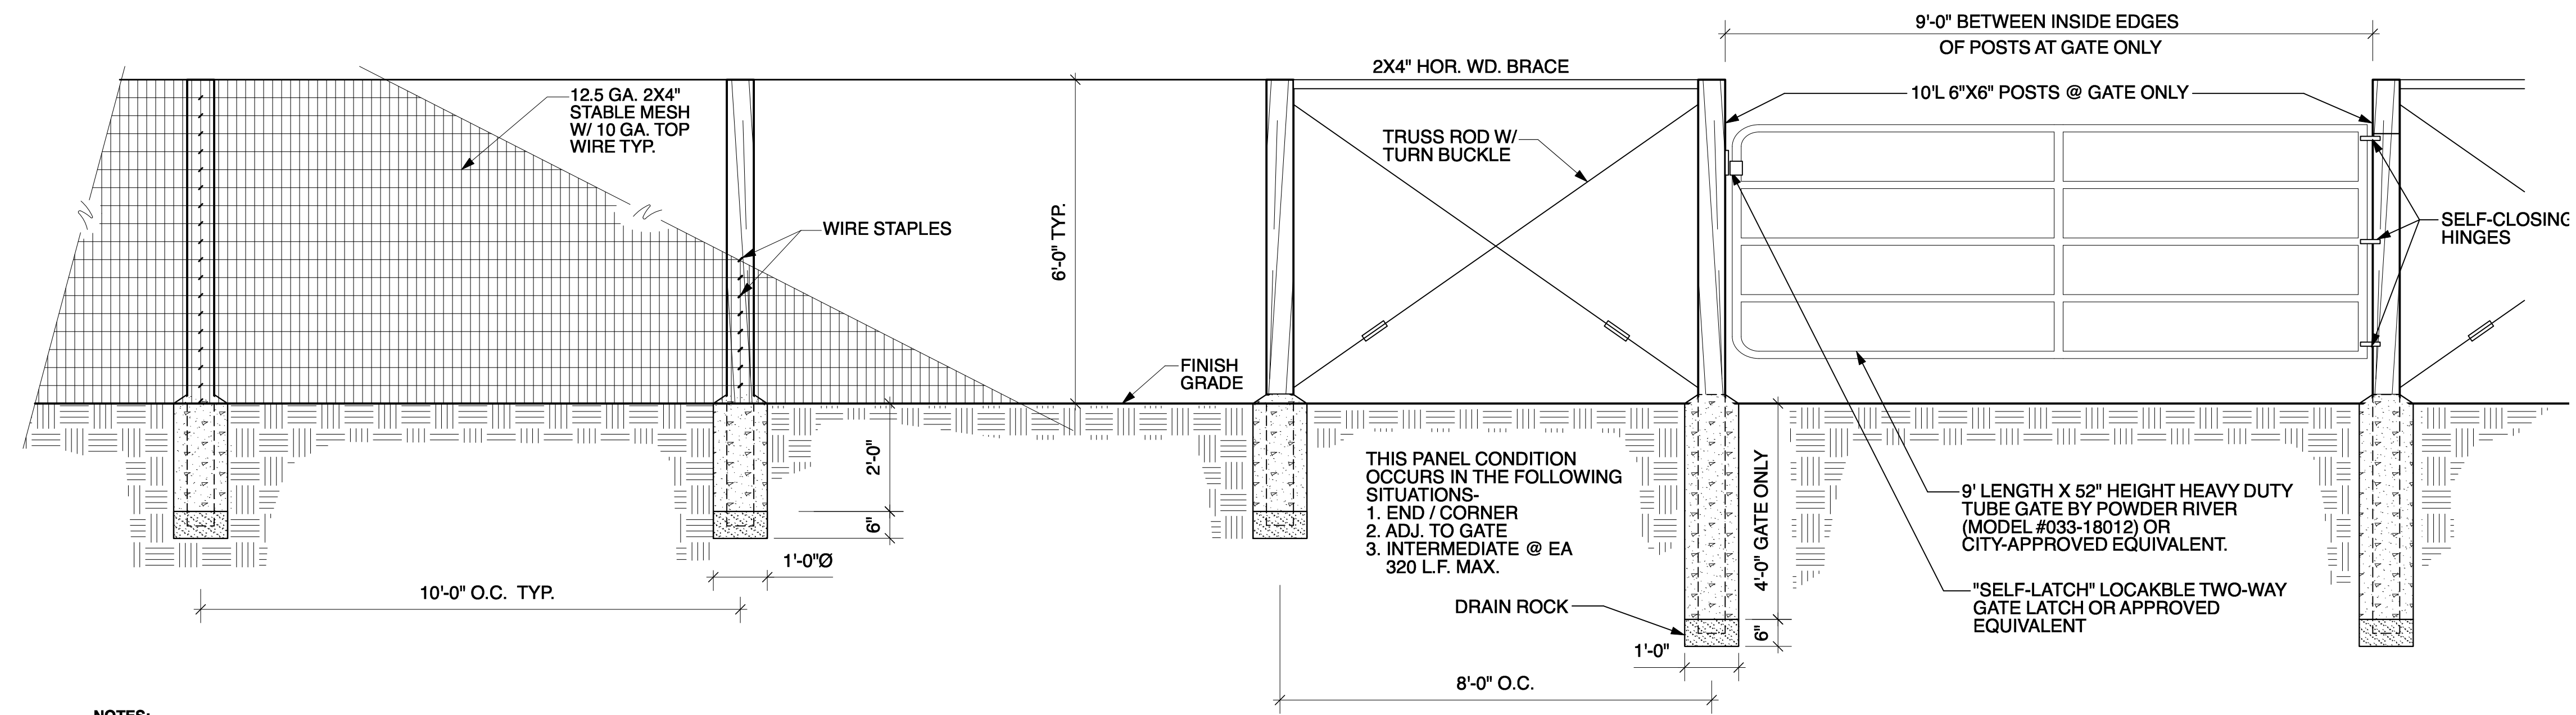 9'-0" BETWEEN INSIDE EDGES
OF POSTS AT GATE ONLY
2X4" HOR. WD. BRACE
12.5 GA. 2X4"
STABLE MESH
W/ 10 GA. TOP
WIRE TYP.
10'L 6"X6" POSTS @ GATE ONLY
TRUSS ROD W/
TURN BUCKLE
WIRE STAPLES
6'-0" TYP.
SELF-CLOSING
HINGES
FINISH
GRADE
2'-0"
6"
1'-0"Ø
10'-0" O.C. TYP.
THIS PANEL CONDITION
OCCURS IN THE FOLLOWING
SITUATIONS-
1. END / CORNER
2. ADJ. TO GATE
3. INTERMEDIATE @ EA
320 L.F. MAX.
4'-0" GATE ONLY
6"
9' LENGTH X 52" HEIGHT HEAVY DUTY
TUBE GATE BY POWDER RIVER
(MODEL #033-18012) OR
CITY-APPROVED EQUIVALENT.
"SELF-LATCH" LOCAKBLE TWO-WAY
GATE LATCH OR APPROVED
EQUIVALENT
DRAIN ROCK
1'-0"
8'-0" O.C.
NOTES: